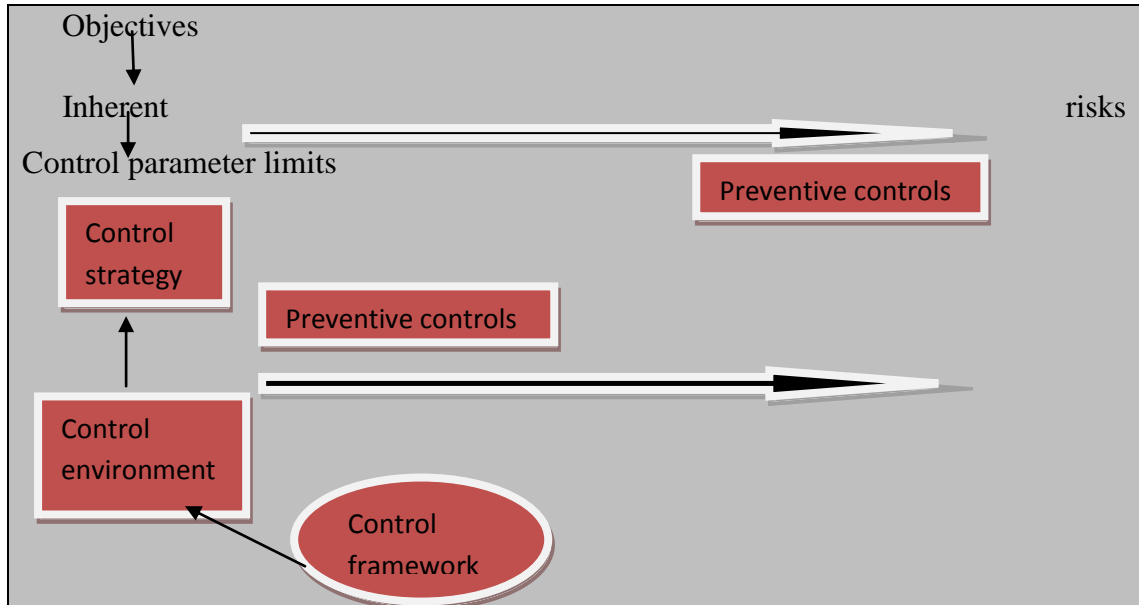 Objectives
Inherent risks
Control parameter limits
Preventive controls
Control
strategy
Preventive controls
Control
environment
Control
framework